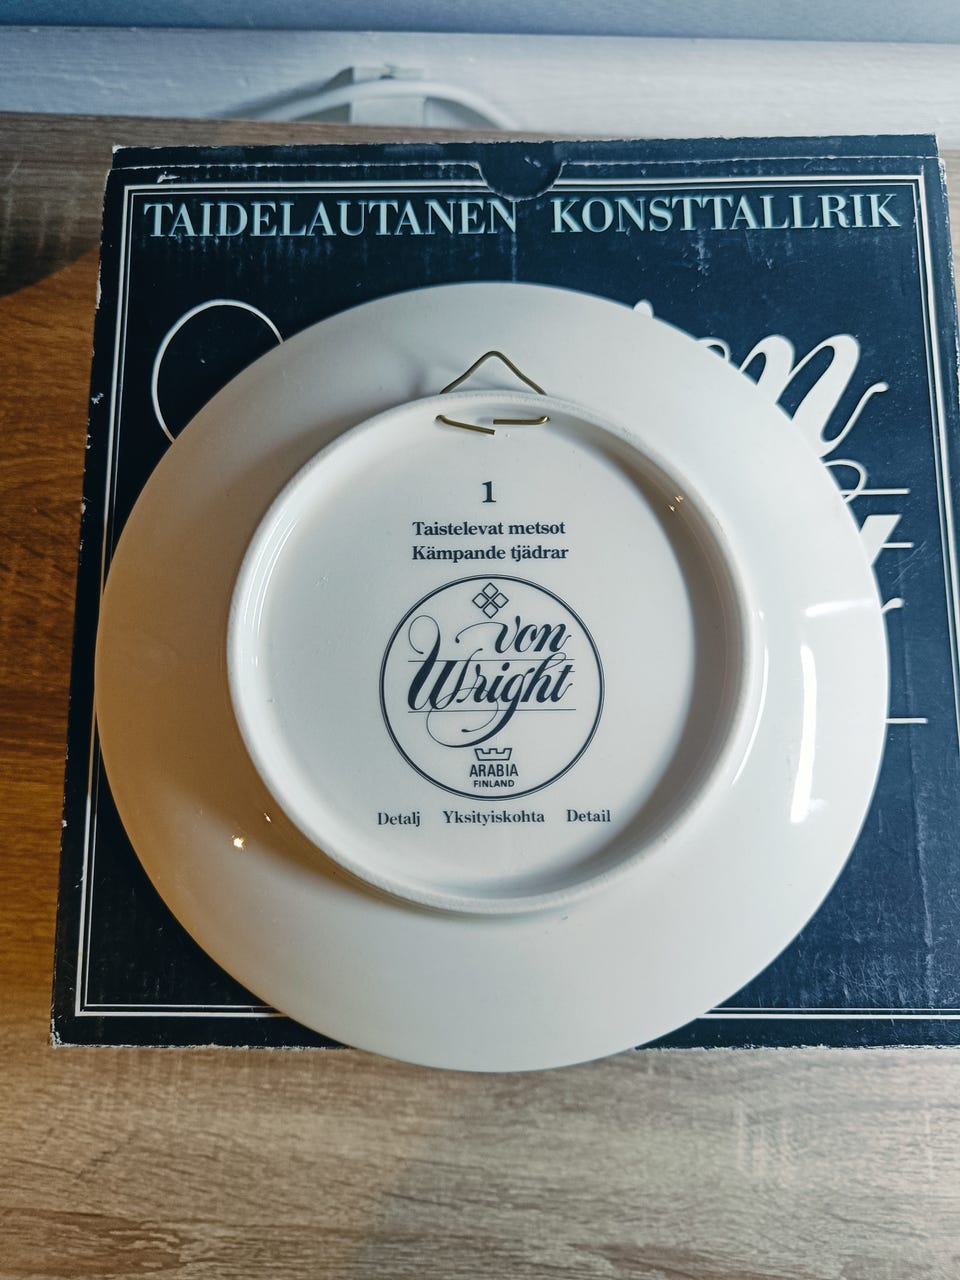 TAIDELAUTANEN KONSTTALLRIK
1
Taistelevat metsot
Kämpande tjädrar
von
Wright
ARABIA
FINLAND
Detalj Yksityiskohta Detail